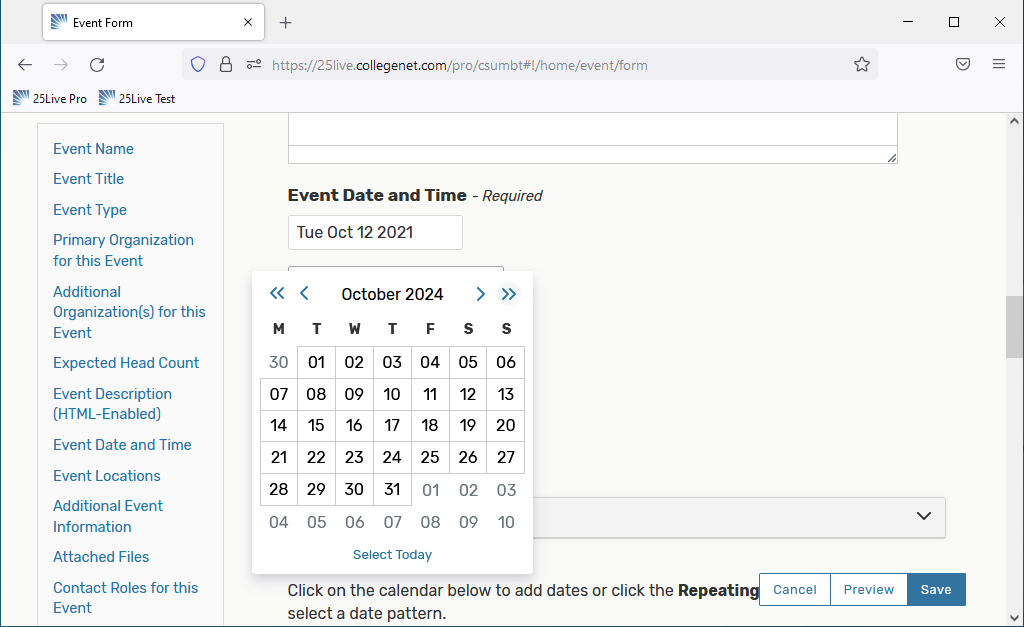 Event Form
https://25live.collegenet.com/pro/csumbt#!/home/event/form
25Live Pro 25Live Test
Event Name
Event Title
Event Type
Primary Organization
for this Event
Additional
Organization(s) for this
Event
Expected Head Count
Event Description
(HTML-Enabled)
Event Date and Time
Event Locations
Additional Event
Information
Attached Files
Contact Roles for this
Event
Event Date and Time - Required
Tue Oct 12 2021
October 2024
M T W T F S S
30 01 02 03 04 05 06
07 08 09 10 11 12 13
14 15 16 17 18 19 20
21 22 23 24 25 26 27
28 29 30 31 01 02 03
04 05 06 07 08 09 10
Select Today
Click on the calendar below to add dates or click the Repeating
select a date pattern.
Cancel Preview Save